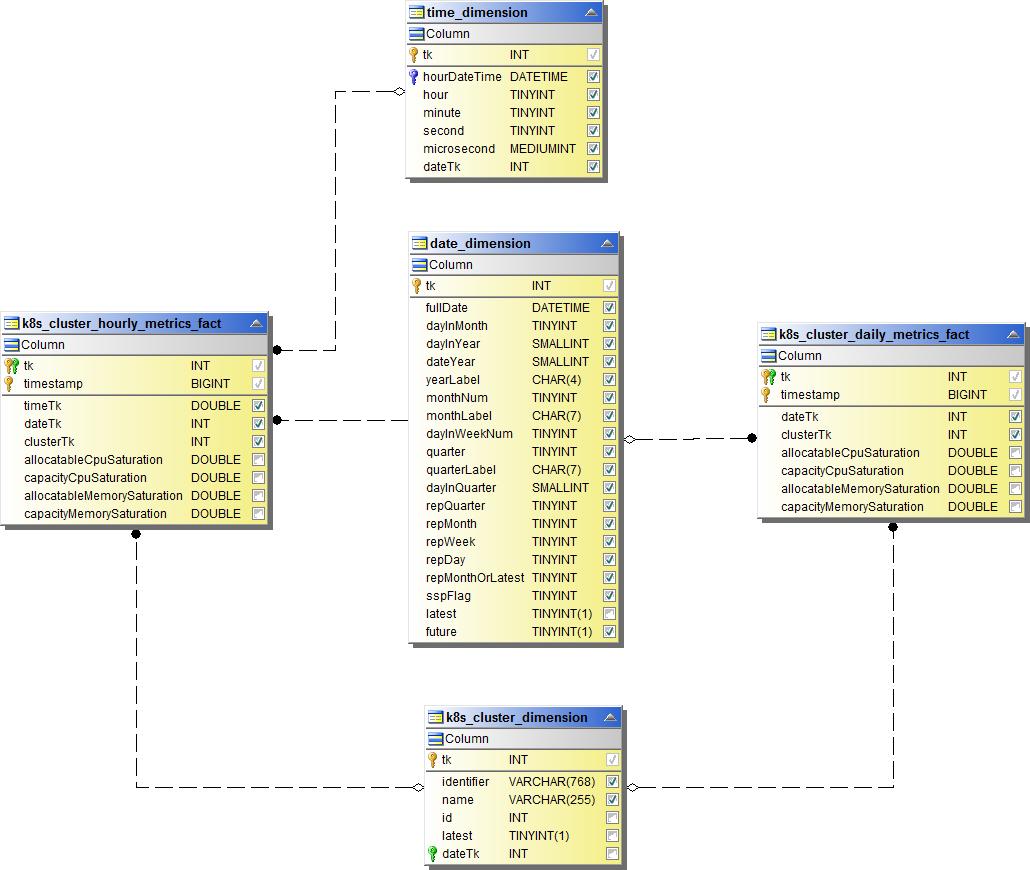 time_dimension
Column
tk INT
hourDateTime DATETIME
hour TINYINT
minute TINYINT
second TINYINT
microsecond MEDIUMINT
dateTk INT
date_dimension
Column
tk INT
fullDate DATETIME
dayInMonth TINYINT
dayInYear SMALLINT
dateYear SMALLINT
yearLabel CHAR(4)
monthNum TINYINT
monthLabel CHAR(7)
dayInWeekNum TINYINT
quarter TINYINT
quarterLabel CHAR(7)
dayInQuarter SMALLINT
repQuarter TINYINT
repMonth TINYINT
repWeek TINYINT
repDay TINYINT
repMonthOrLatest TINYINT
sspFlag TINYINT
latest TINYINT(1)
future TINYINT(1)
k8s_cluster_hourly_metrics_fact
Column
tk INT
timestamp BIGINT
timeTk DOUBLE
dateTk INT
clusterTk INT
allocatableCpuSaturation DOUBLE
capacityCpuSaturation DOUBLE
allocatableMemorySaturation DOUBLE
capacityMemorySaturation DOUBLE
k8s_cluster_daily_metrics_fact
Column
tk INT
timestamp BIGINT
dateTk INT
clusterTk INT
allocatableCpuSaturation DOUBLE
capacityCpuSaturation DOUBLE
allocatableMemorySaturation DOUBLE
capacityMemorySaturation DOUBLE
k8s_cluster_dimension
Column
tk INT
identifier VARCHAR(768)
name VARCHAR(255)
id INT
latest TINYINT(1)
dateTk INT